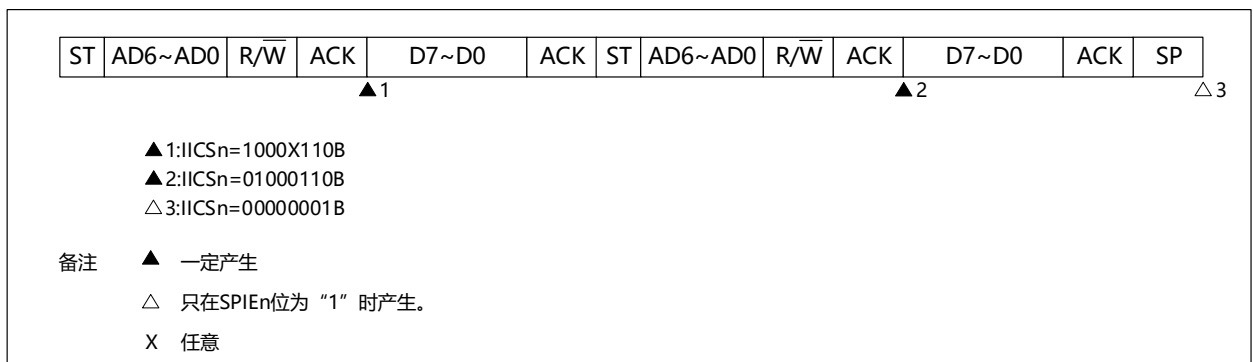 ST AD6~AD0 R/W̅ ACK D7~D0 ACK ST AD6~AD0 R/W̅ ACK D7~D0 ACK SP
▲1 ▲2 △3
▲1:IICSn=1000X110B
▲2:IICSn=01000110B
△3:IICSn=00000001B
备注 ▲ 一定产生
△ 只在SPIEn位为“1”时产生。
X 任意